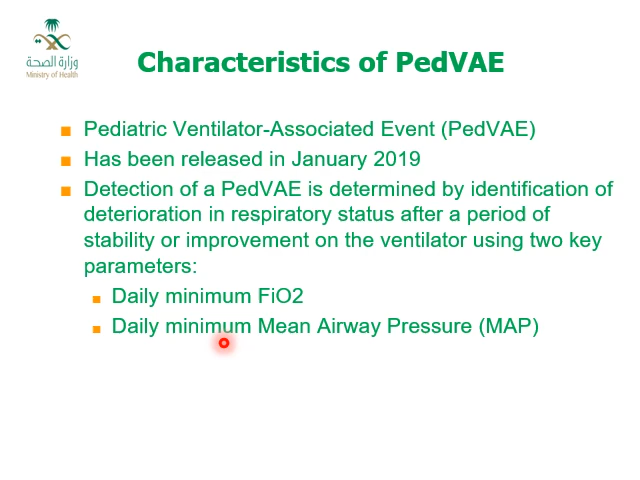 وزارة الصحة
Ministry of Health
Characteristics of PedVAE
Pediatric Ventilator-Associated Event (PedVAE)
Has been released in January 2019
Detection of a PedVAE is determined by identification of
deterioration in respiratory status after a period of
stability or improvement on the ventilator using two key
parameters:
Daily minimum FiO2
Daily minimum Mean Airway Pressure (MAP)